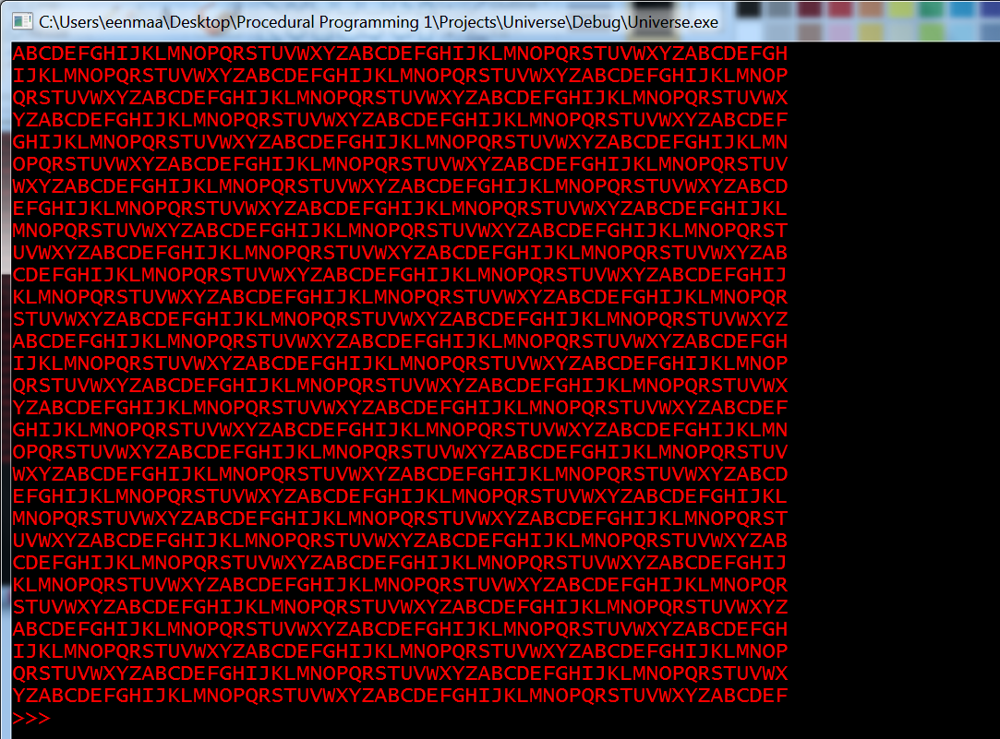 C:\Users\eenmaa\Desktop\Procedural Programming 1\Projects\Universe\Debug\Universe.exe
ABCDEFGHIJKLMNOPQRSTUVWXYZABCDEFGHIJKLMNOPQRSTUVWXYZABCDEFGH
IJKLMNOPQRSTUVWXYZABCDEFGHIJKLMNOPQRSTUVWXYZABCDEFGHIJKLMNOP
QRSTUVWXYZABCDEFGHIJKLMNOPQRSTUVWXYZABCDEFGHIJKLMNOPQRSTUVWX
YZABCDEFGHIJKLMNOPQRSTUVWXYZABCDEFGHIJKLMNOPQRSTUVWXYZABCDEF
GHIJKLMNOPQRSTUVWXYZABCDEFGHIJKLMNOPQRSTUVWXYZABCDEFGHIJKLMN
OPQRSTUVWXYZABCDEFGHIJKLMNOPQRSTUVWXYZABCDEFGHIJKLMNOPQRSTUV
WXYZABCDEFGHIJKLMNOPQRSTUVWXYZABCDEFGHIJKLMNOPQRSTUVWXYZABCD
EFGHIJKLMNOPQRSTUVWXYZABCDEFGHIJKLMNOPQRSTUVWXYZABCDEFGHIJKL
MNOPQRSTUVWXYZABCDEFGHIJKLMNOPQRSTUVWXYZABCDEFGHIJKLMNOPQRST
UVWXYZABCDEFGHIJKLMNOPQRSTUVWXYZABCDEFGHIJKLMNOPQRSTUVWXYZAB
CDEFGHIJKLMNOPQRSTUVWXYZABCDEFGHIJKLMNOPQRSTUVWXYZABCDEFGHIJ
KLMNOPQRSTUVWXYZABCDEFGHIJKLMNOPQRSTUVWXYZABCDEFGHIJKLMNOPQR
STUVWXYZABCDEFGHIJKLMNOPQRSTUVWXYZABCDEFGHIJKLMNOPQRSTUVWXYZ
ABCDEFGHIJKLMNOPQRSTUVWXYZABCDEFGHIJKLMNOPQRSTUVWXYZABCDEFGH
IJKLMNOPQRSTUVWXYZABCDEFGHIJKLMNOPQRSTUVWXYZABCDEFGHIJKLMNOP
QRSTUVWXYZABCDEFGHIJKLMNOPQRSTUVWXYZABCDEFGHIJKLMNOPQRSTUVWX
YZABCDEFGHIJKLMNOPQRSTUVWXYZABCDEFGHIJKLMNOPQRSTUVWXYZABCDEF
GHIJKLMNOPQRSTUVWXYZABCDEFGHIJKLMNOPQRSTUVWXYZABCDEFGHIJKLMN
OPQRSTUVWXYZABCDEFGHIJKLMNOPQRSTUVWXYZABCDEFGHIJKLMNOPQRSTUV
WXYZABCDEFGHIJKLMNOPQRSTUVWXYZABCDEFGHIJKLMNOPQRSTUVWXYZABCD
EFGHIJKLMNOPQRSTUVWXYZABCDEFGHIJKLMNOPQRSTUVWXYZABCDEFGHIJKL
MNOPQRSTUVWXYZABCDEFGHIJKLMNOPQRSTUVWXYZABCDEFGHIJKLMNOPQRST
UVWXYZABCDEFGHIJKLMNOPQRSTUVWXYZABCDEFGHIJKLMNOPQRSTUVWXYZAB
CDEFGHIJKLMNOPQRSTUVWXYZABCDEFGHIJKLMNOPQRSTUVWXYZABCDEFGHIJ
KLMNOPQRSTUVWXYZABCDEFGHIJKLMNOPQRSTUVWXYZABCDEFGHIJKLMNOPQR
STUVWXYZABCDEFGHIJKLMNOPQRSTUVWXYZABCDEFGHIJKLMNOPQRSTUVWXYZ
ABCDEFGHIJKLMNOPQRSTUVWXYZABCDEFGHIJKLMNOPQRSTUVWXYZABCDEFGH
IJKLMNOPQRSTUVWXYZABCDEFGHIJKLMNOPQRSTUVWXYZABCDEFGHIJKLMNOP
QRSTUVWXYZABCDEFGHIJKLMNOPQRSTUVWXYZABCDEFGHIJKLMNOPQRSTUVWX
YZABCDEFGHIJKLMNOPQRSTUVWXYZABCDEFGHIJKLMNOPQRSTUVWXYZABCDEF
>>>